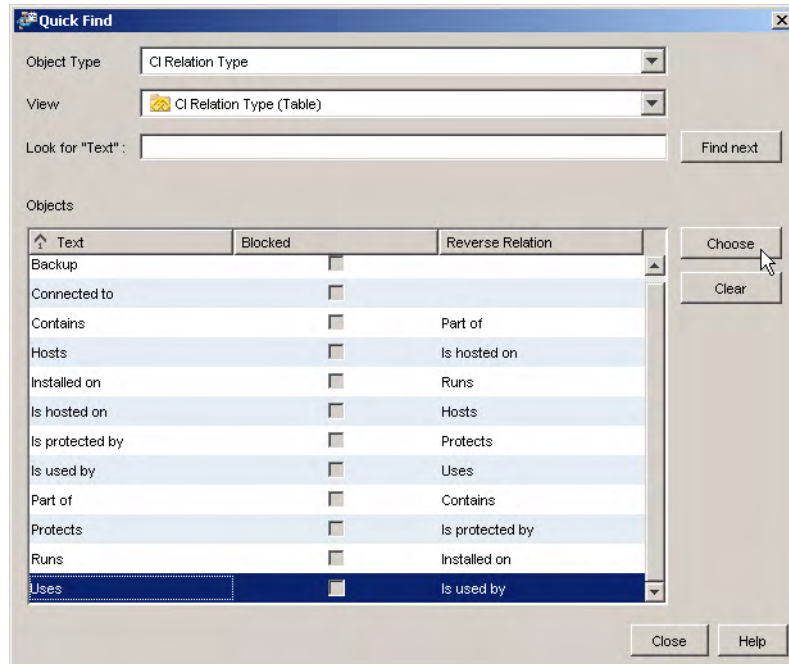 Quick Find
Object Type CI Relation Type
View CI Relation Type (Table)
Look for "Text" : Find next
Objects
1 Text Blocked Reverse Relation Choose
Backup
Clear
Connected to
Contains Part of
Hosts Is hosted on
Installed on Runs
Is hosted on Hosts
Is protected by Protects
Is used by Uses
Part of Contains
Protects Is protected by
Runs Installed on
Uses Is used by
Close Help